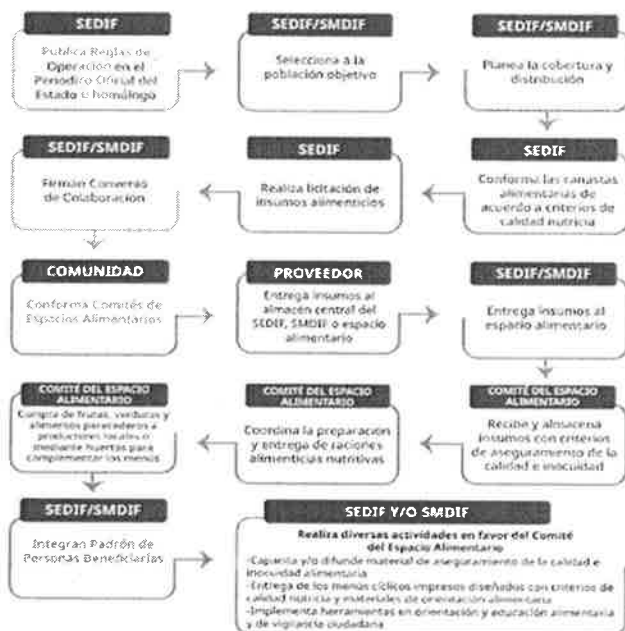 SEDIF
Publica Reglas de
Operación en el
Periodico Oficial del
Estado u homólogo
SEDIF/SMDIF
Selecciona a la
población objetivo
SEDIF/SMDIF
Planea la cobertura y
distribución
SEDIF
Conforma las canastas
alimentarias de
acuerdo a criterios de
calidad nutricia
SEDIF
Realiza licitación de
insumos alimenticios
SEDIF/SMDIF
Firman Convenio
de Colaboración
COMUNIDAD
Conforma Comités de
Espacios Alimentarios
PROVEEDOR
Entrega insumos al
almacén central del
SEDIF, SMDIF o espacio
alimentario
SEDIF/SMDIF
Entrega insumos al
espacio alimentario
COMITÉ DEL ESPACIO
ALIMENTARIO
Recibe y almacena
insumos con criterios
de aseguramiento de la
calidad e inocuidad
COMITÉ DEL ESPACIO
ALIMENTARIO
Coordina la preparación
y entrega de raciones
alimenticias nutritivas
COMITÉ DEL ESPACIO
ALIMENTARIO
Compra de frutas, verduras y
alimentos perecederos a
productores locales o
mediante huertos para
complementar los menús
SEDIF/SMDIF
Integran Padrón de
Personas Beneficiarias
SEDIF Y/O SMDIF
Realiza diversas actividades en favor del Comité
del Espacio Alimentario
-Capacita y/o difunde material de aseguramiento de la calidad e
inocuidad alimentaria
-Entrega de los menús cíclicos impresos diseñados con criterios de
calidad nutricia y materiales de orientación alimentaria
-Implementa herramientas en orientación y educación alimentaria
y de vigilancia ciudadana